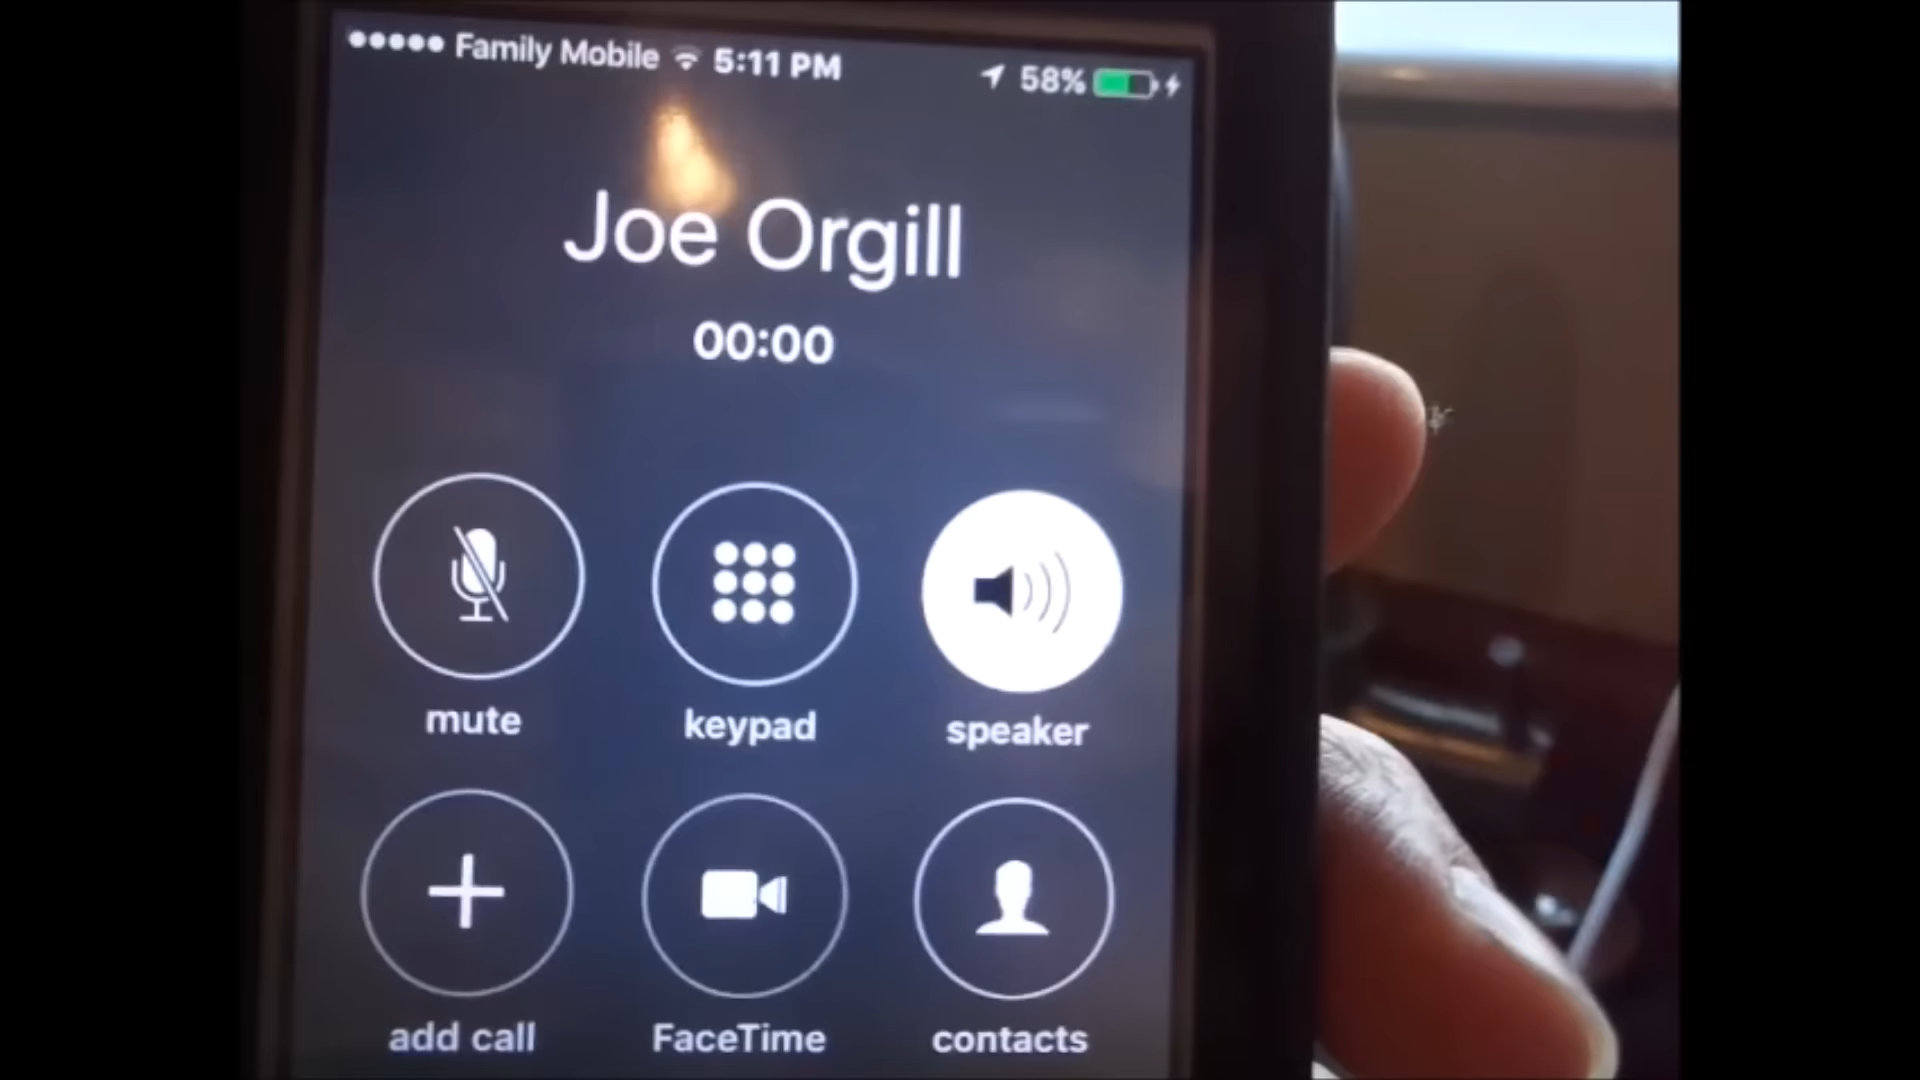 Family Mobile 5:11 PM 58%
Joe Orgill
00:00
mute keypad speaker
add call FaceTime contacts